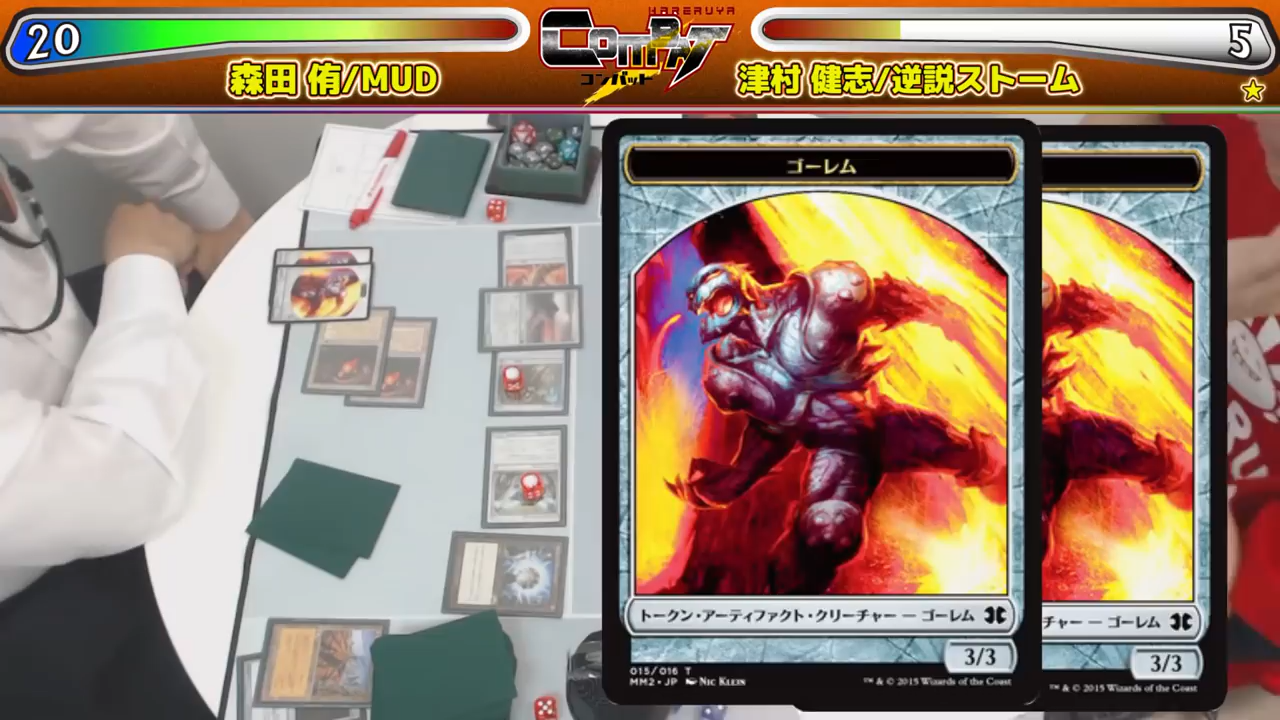 20
森田 侑/MUD
HARERUYA
COMBAT
コンバット
津村 健志/逆説ストーム
5
ゴーレム
トークン・アーティファクト・クリーチャー — ゴーレム
3/3
015/016 T
MM2 • JP NIC KLEIN
™ & © 2015 Wizards of the Coast
チャー — ゴーレム
3/3
™ & © 2015 Wizards of the Coast